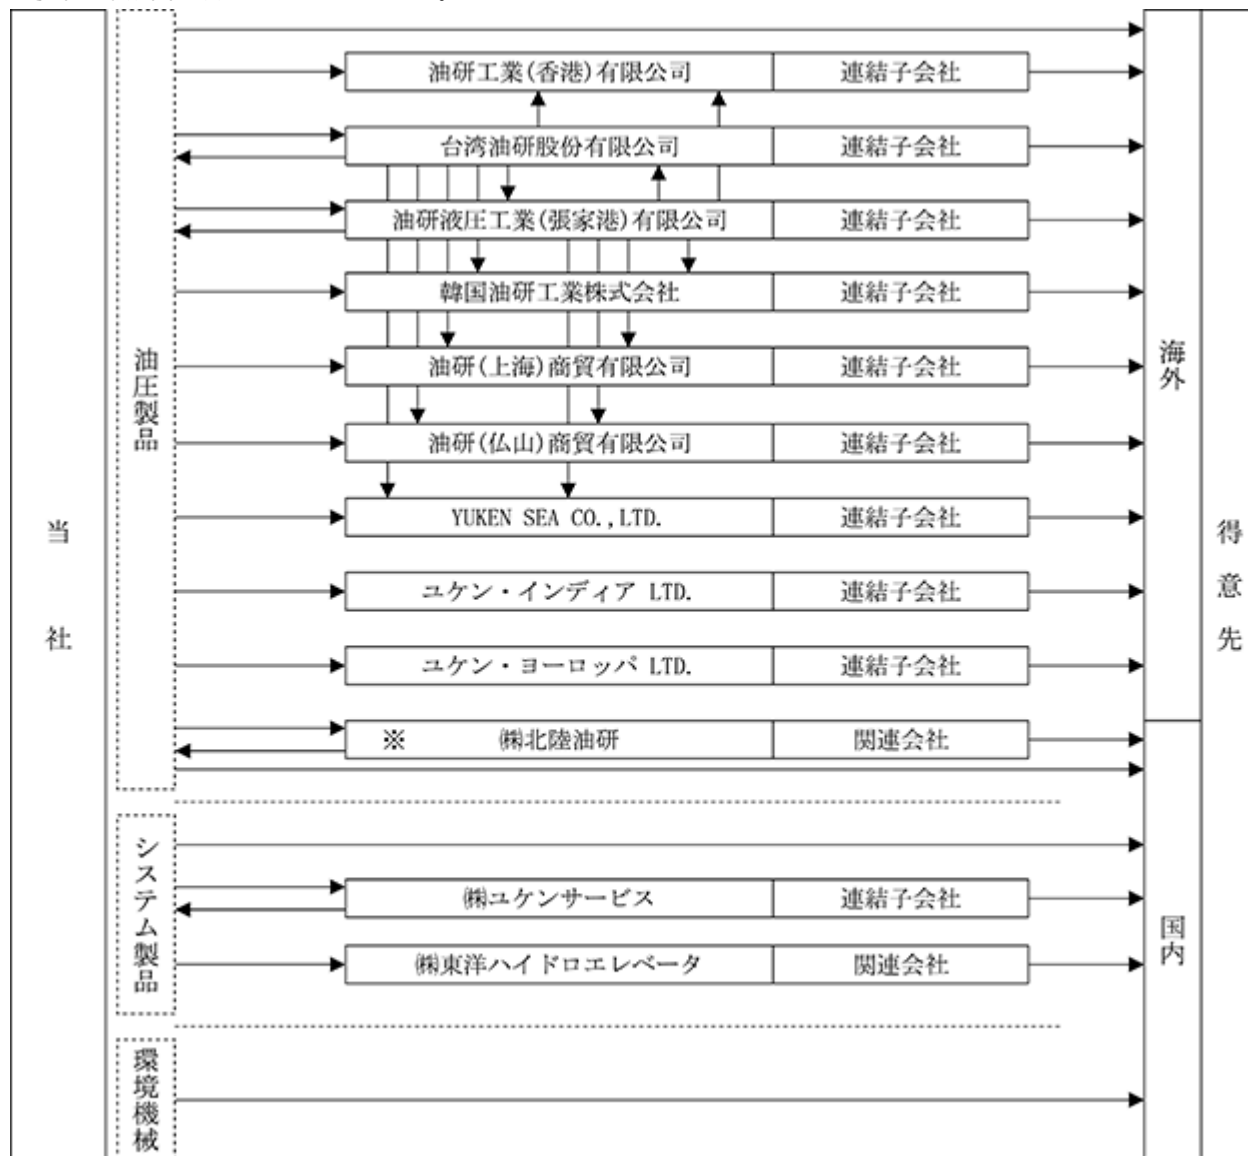 当社
油圧製品
油研工業(香港)有限公司 連結子会社
台湾油研股份有限公司 連結子会社
油研液圧工業(張家港)有限公司 連結子会社
韓国油研工業株式会社 連結子会社
油研(上海)商貿有限公司 連結子会社
油研(仏山)商貿有限公司 連結子会社
YUKEN SEA CO.,LTD. 連結子会社
ユケン・インディア LTD. 連結子会社
ユケン・ヨーロッパ LTD. 連結子会社
※ ㈱北陸油研 関連会社
システム製品
㈱ユケンサービス 連結子会社
㈱東洋ハイドロエレベータ 関連会社
環境機械
海外
国内
得意先